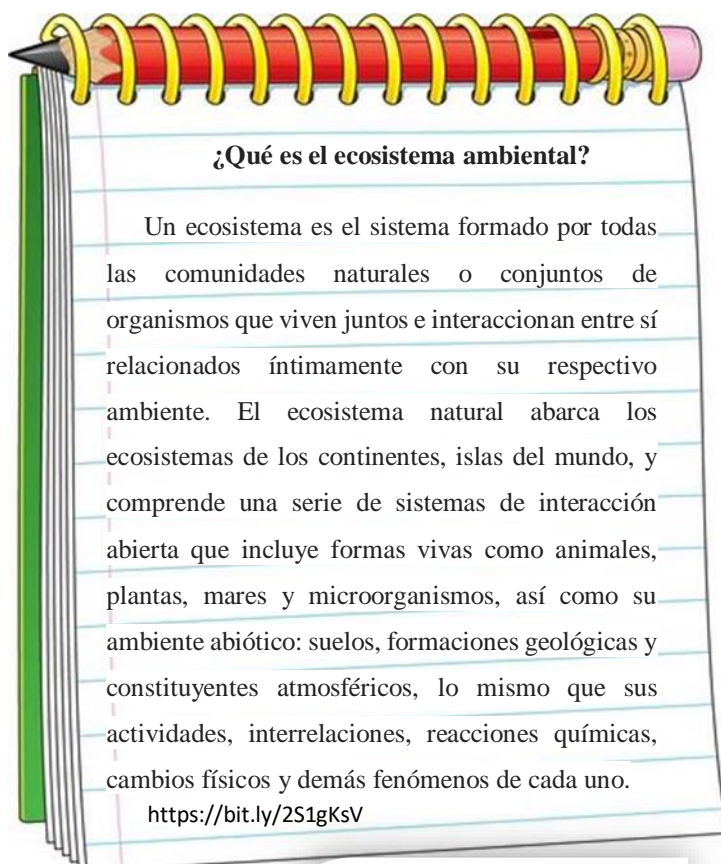 ¿Qué es el ecosistema ambiental?
Un ecosistema es el sistema formado por todas
las comunidades naturales o conjuntos de
organismos que viven juntos e interaccionan entre sí
relacionados íntimamente con su respectivo
ambiente. El ecosistema natural abarca los
ecosistemas de los continentes, islas del mundo, y
comprende una serie de sistemas de interacción
abierta que incluye formas vivas como animales,
plantas, mares y microorganismos, así como su
ambiente abiótico: suelos, formaciones geológicas y
constituyentes atmosféricos, lo mismo que sus
actividades, interrelaciones, reacciones químicas,
cambios físicos y demás fenómenos de cada uno.
https://bit.ly/2S1gKsV